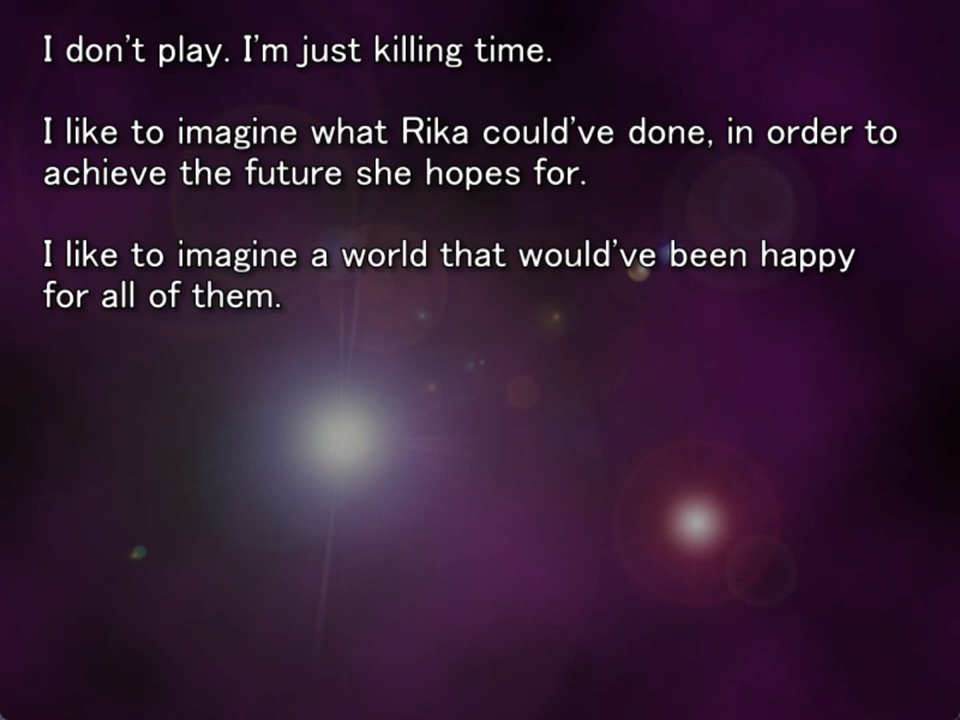 I don't play. I'm just killing time.
I like to imagine what Rika could've done, in order to
achieve the future she hopes for.
I like to imagine a world that would've been happy
for all of them.